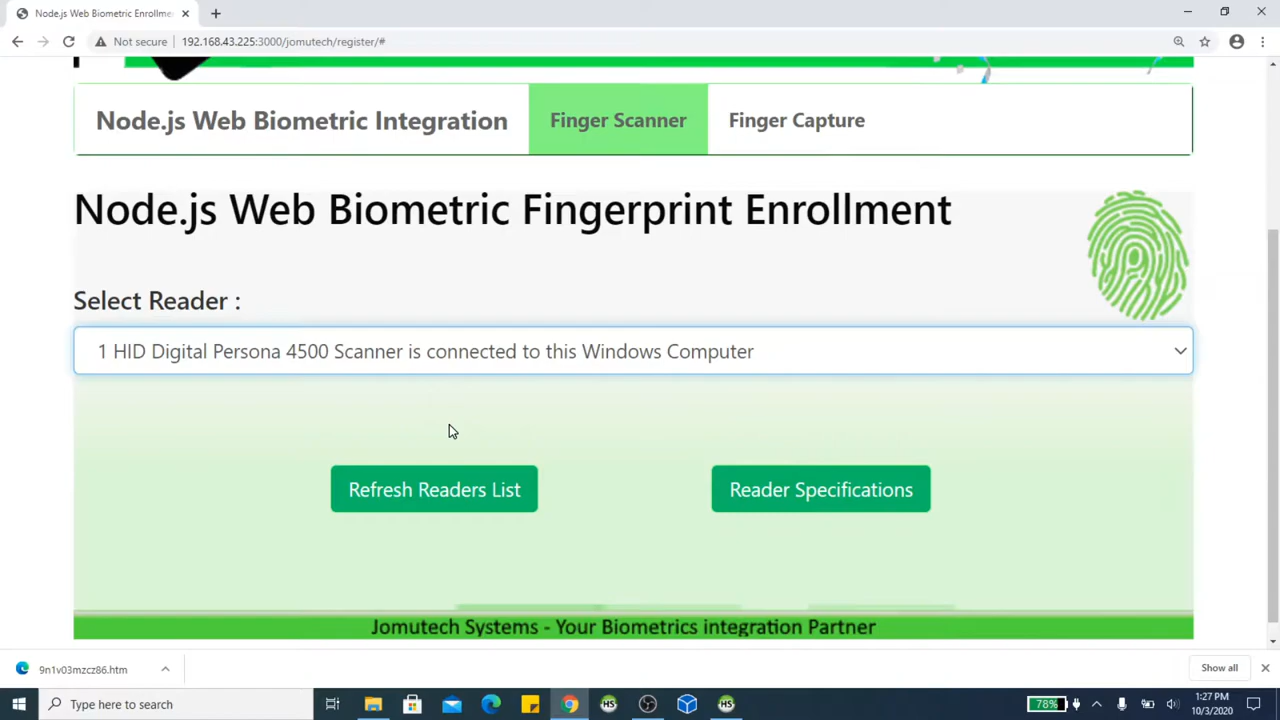 Node.js Web Biometric Enrollme
Not secure
192.168.43.225:3000/jomutech/register/#
Node.js Web Biometric Integration
Finger Scanner
Finger Capture
Node.js Web Biometric Fingerprint Enrollment
Select Reader :
1 HID Digital Persona 4500 Scanner is connected to this Windows Computer
Refresh Readers List
Reader Specifications
Jomutech Systems - Your Biometrics integration Partner
9n1v03mzcz86.htm
Show all
Type here to search
HS
HS
78%
1:27 PM
10/3/2020